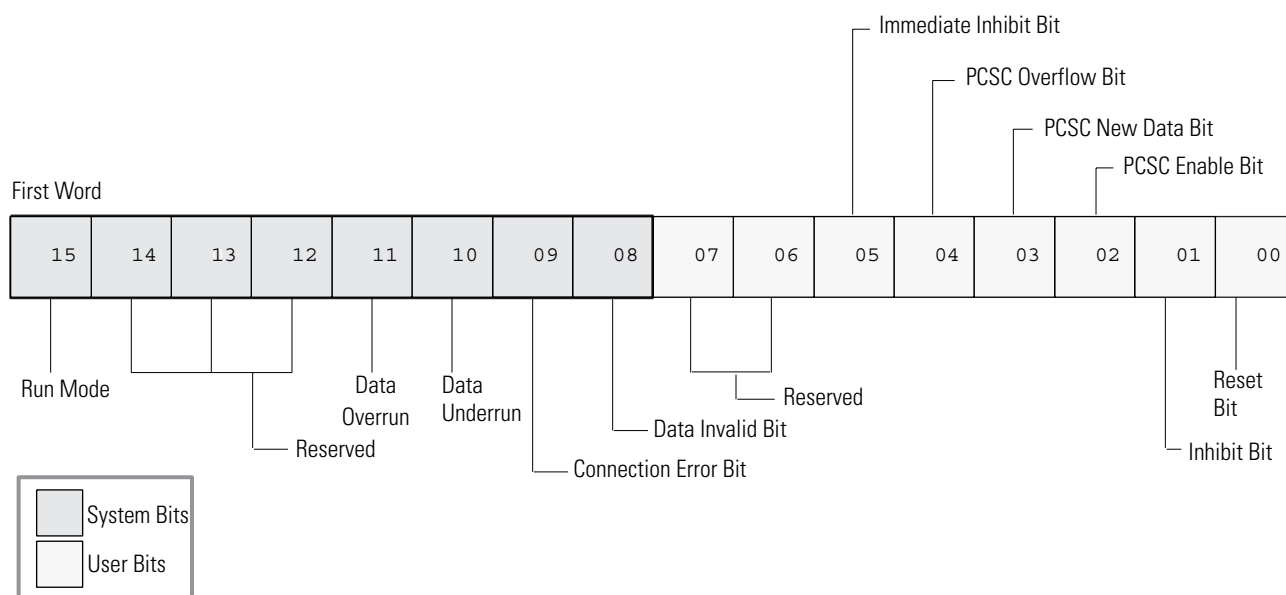 Immediate Inhibit Bit
PCSC Overflow Bit
PCSC New Data Bit
PCSC Enable Bit
First Word
15 14 13 12 11 10 09 08 07 06 05 04 03 02 01 00
Run Mode
Data
Overrun
Data
Underrun
Reserved
Reset
Bit
Reserved
Data Invalid Bit
Inhibit Bit
Connection Error Bit
System Bits
User Bits